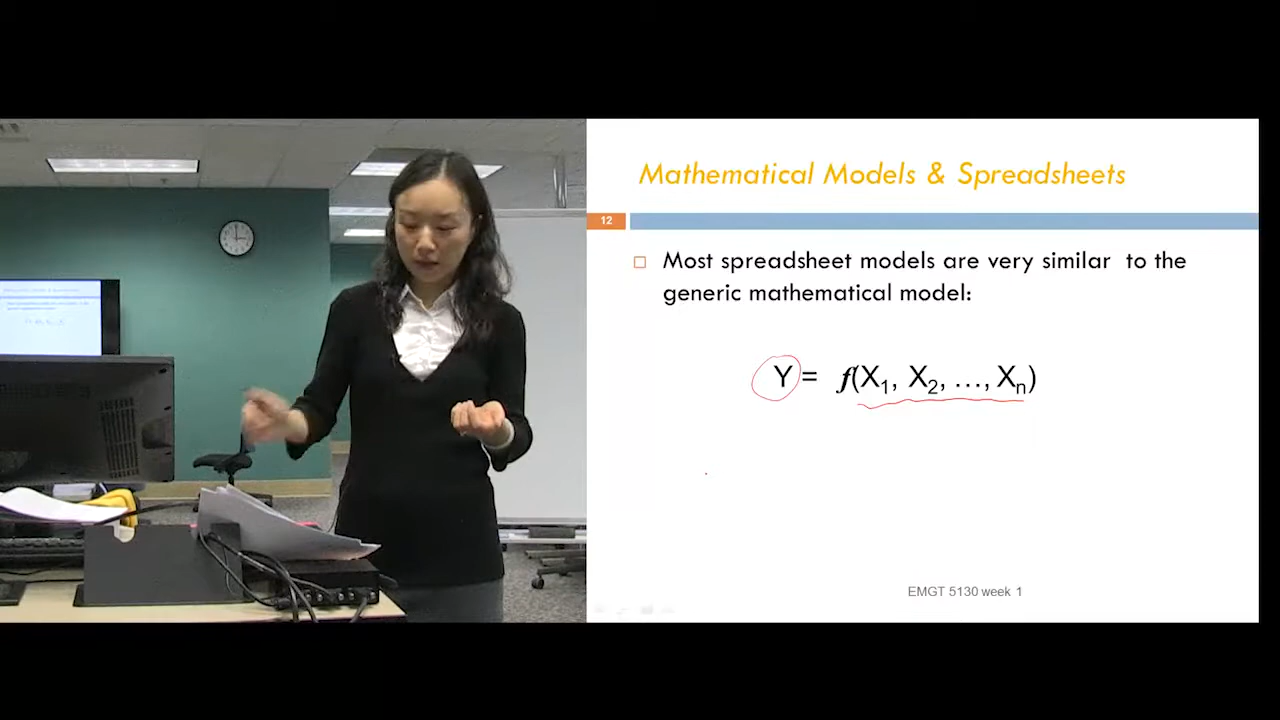 Mathematical Models & Spreadsheets
12
□ Most spreadsheet models are very similar to the
generic mathematical model:
Y = f(X₁, X₂, …, Xₙ)
EMGT 5130 week 1